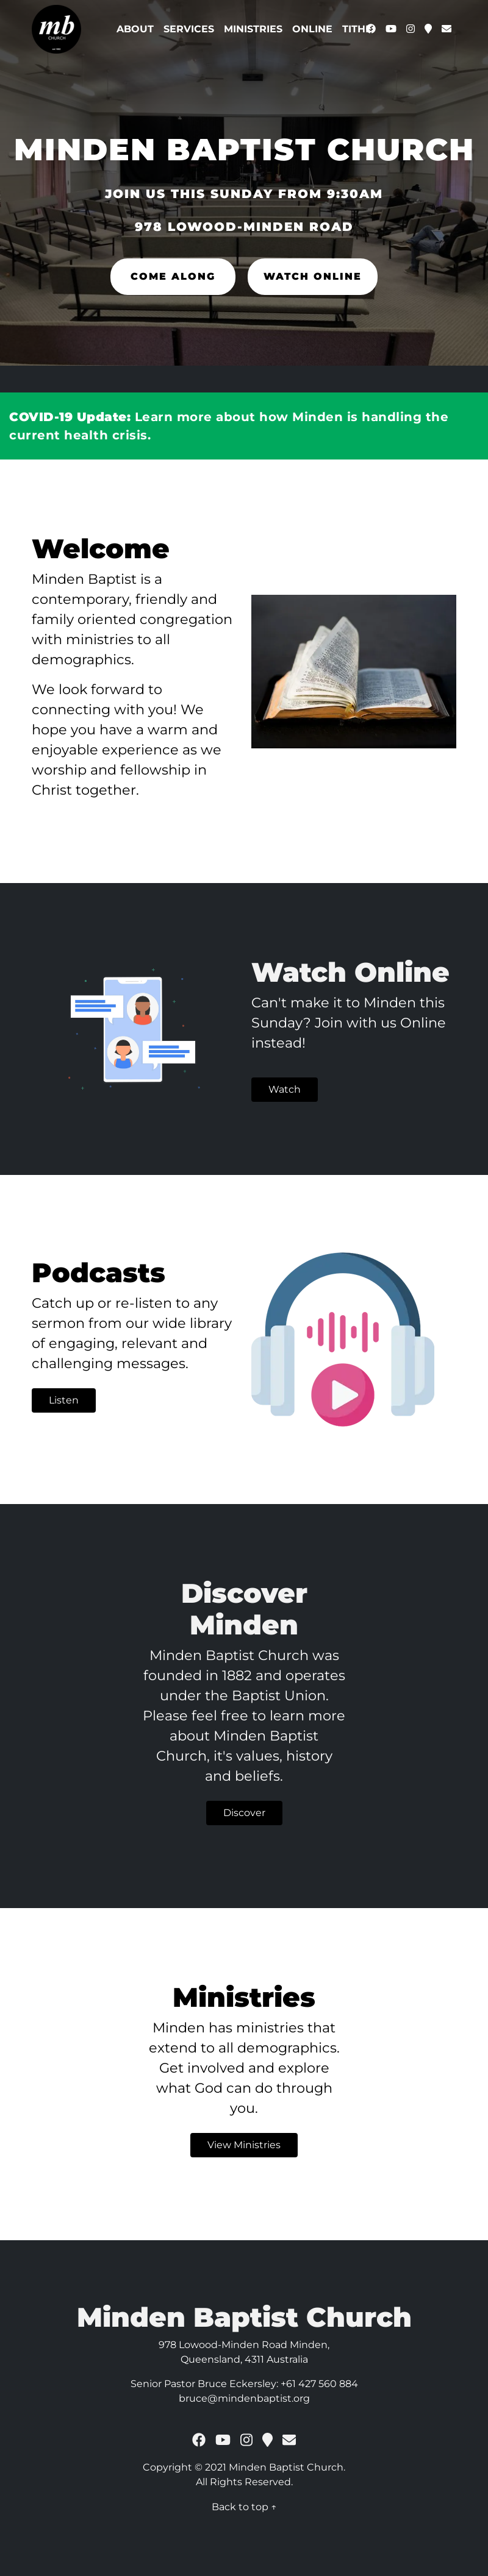 mb
CHURCH
ABOUT SERVICES MINISTRIES ONLINE TITHE
MINDEN BAPTIST CHURCH
JOIN US THIS SUNDAY FROM 9:30AM
978 LOWOOD-MINDEN ROAD
COME ALONG WATCH ONLINE
COVID-19 Update: Learn more about how Minden is handling the
current health crisis.
Welcome
Minden Baptist is a
contemporary, friendly and
family oriented congregation
with ministries to all
demographics.
We look forward to
connecting with you! We
hope you have a warm and
enjoyable experience as we
worship and fellowship in
Christ together.
Watch Online
Can't make it to Minden this
Sunday? Join with us Online
instead!
Watch
Podcasts
Catch up or re-listen to any
sermon from our wide library
of engaging, relevant and
challenging messages.
Listen
Discover
Minden
Minden Baptist Church was
founded in 1882 and operates
under the Baptist Union.
Please feel free to learn more
about Minden Baptist
Church, it's values, history
and beliefs.
Discover
Ministries
Minden has ministries that
extend to all demographics.
Get involved and explore
what God can do through
you.
View Ministries
Minden Baptist Church
978 Lowood-Minden Road Minden,
Queensland, 4311 Australia
Senior Pastor Bruce Eckersley: +61 427 560 884
bruce@mindenbaptist.org
Copyright © 2021 Minden Baptist Church.
All Rights Reserved.
Back to top ↑